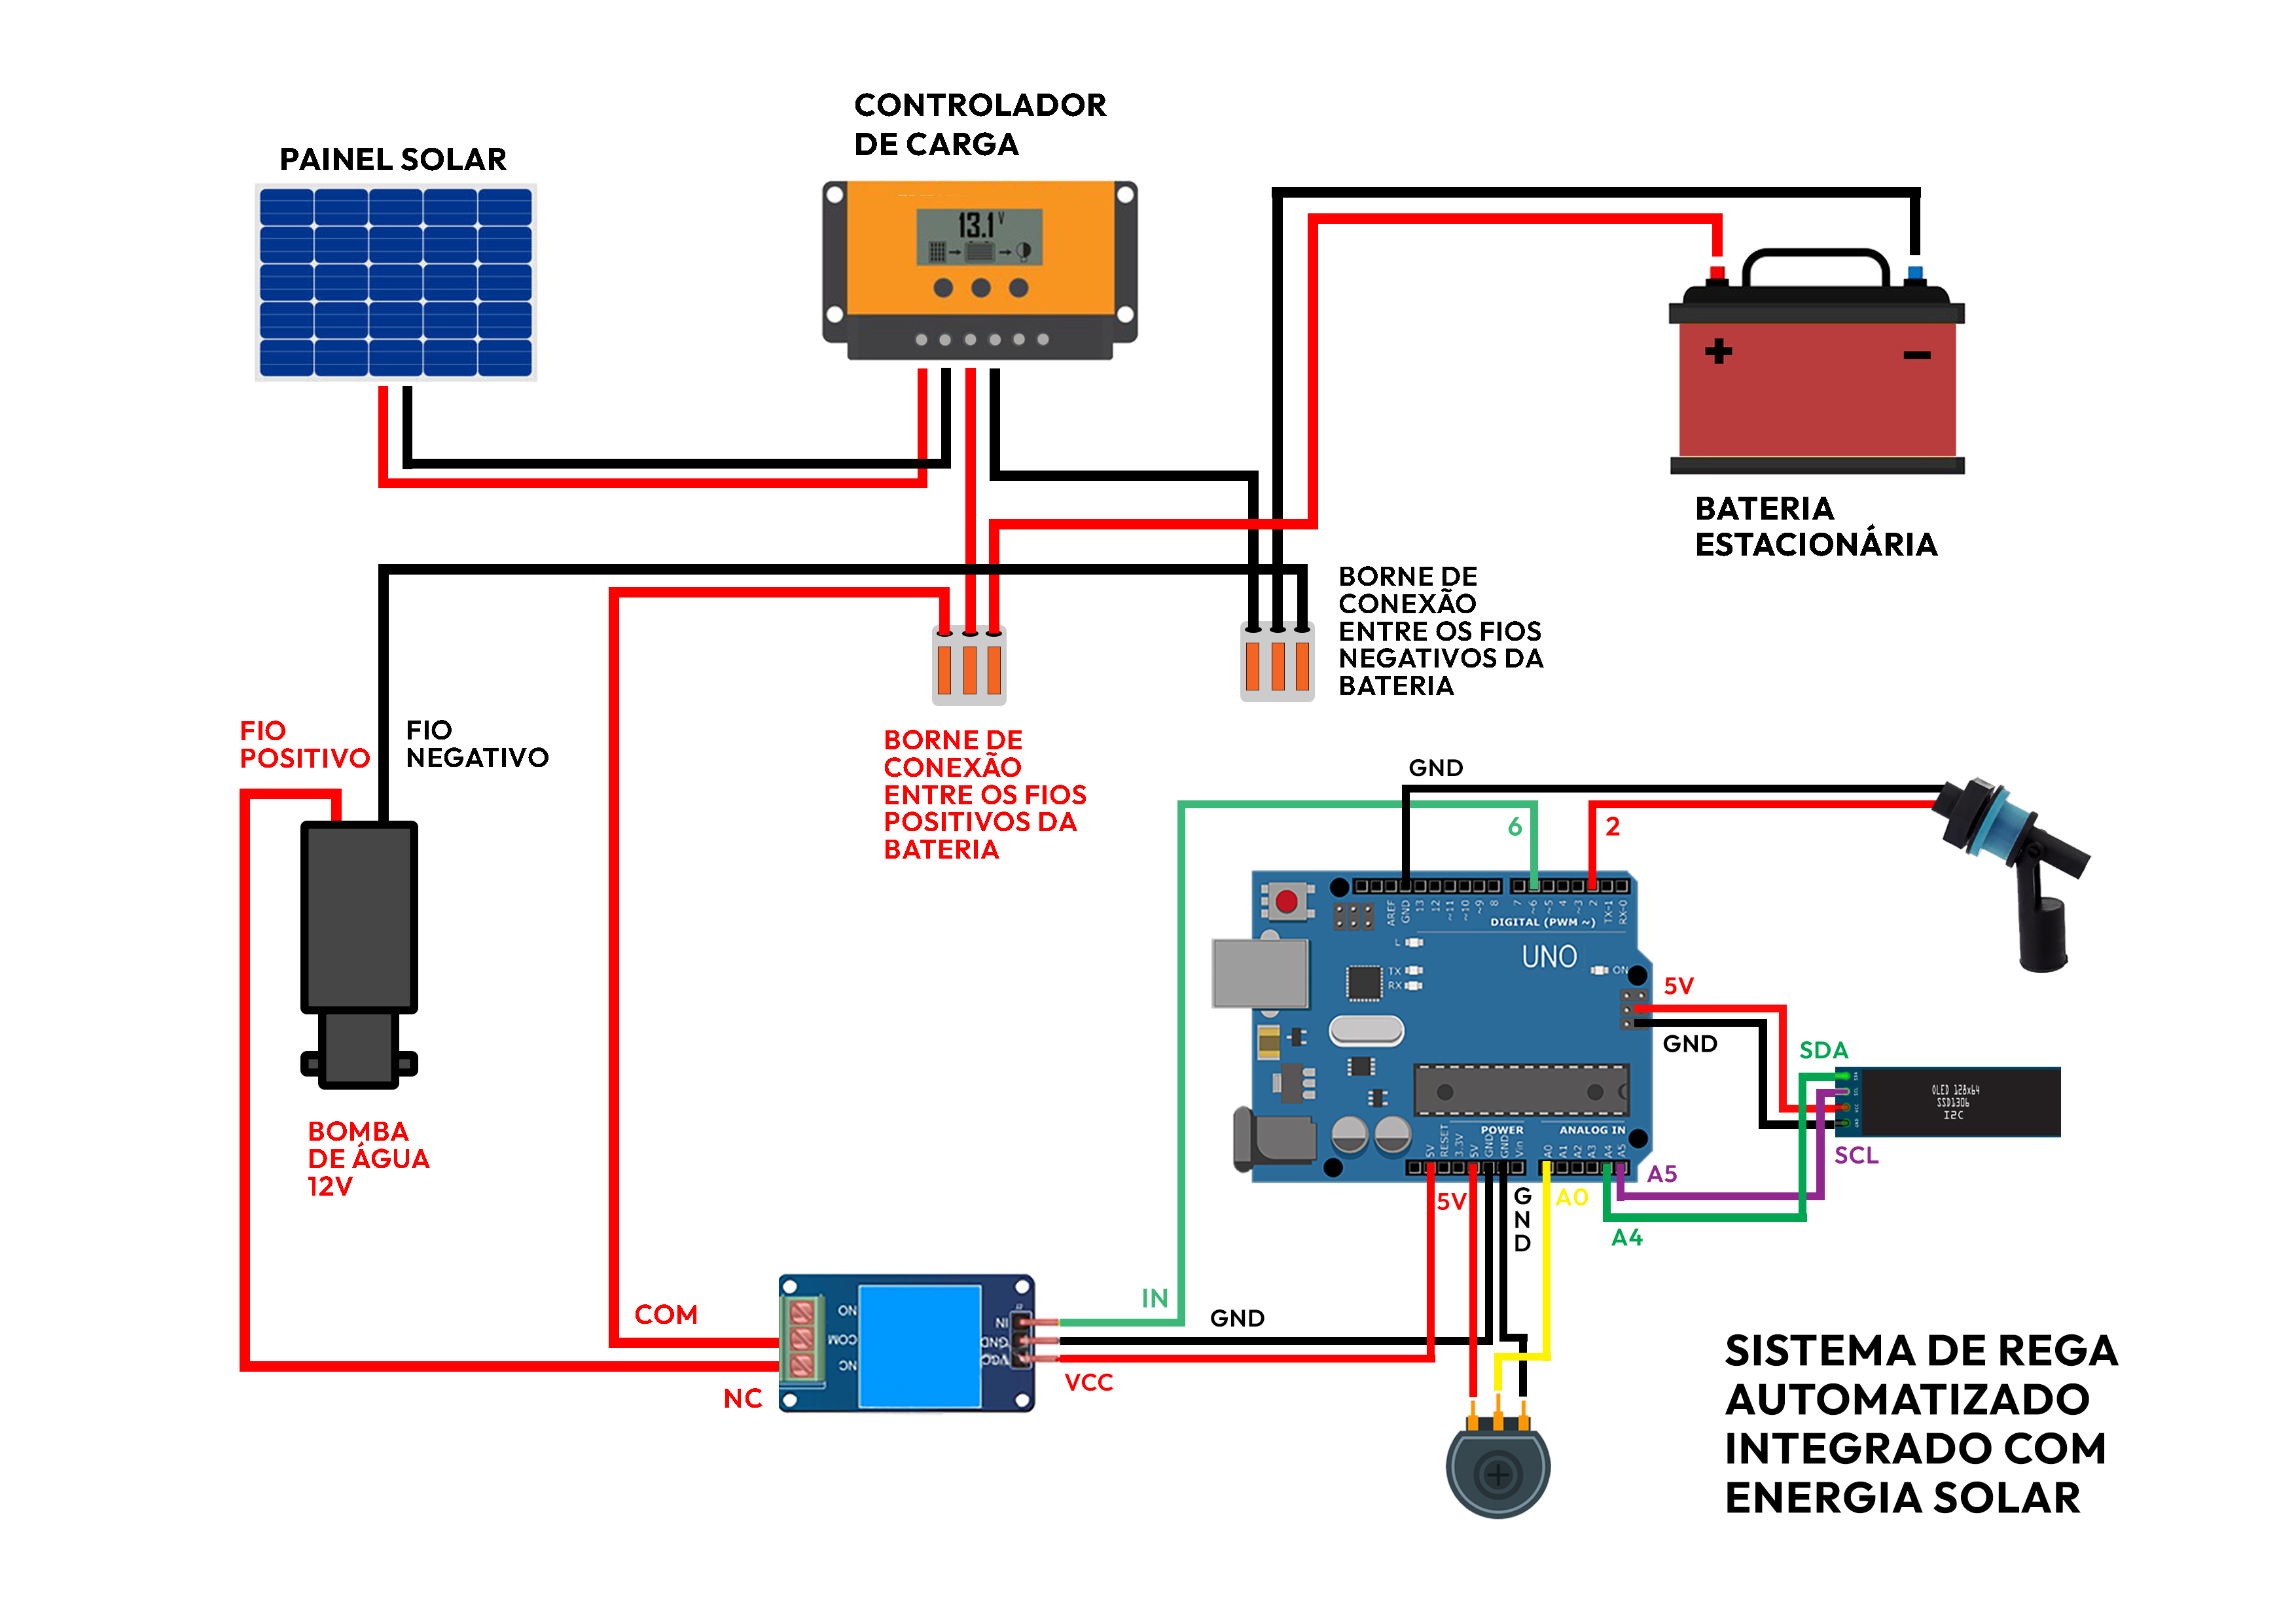 PAINEL SOLAR
CONTROLADOR
DE CARGA
13.1 V
+
−
BATERIA
ESTACIONÁRIA
BORNE DE
CONEXÃO
ENTRE OS FIOS
NEGATIVOS DA
BATERIA
FIO
POSITIVO
FIO
NEGATIVO
BORNE DE
CONEXÃO
ENTRE OS FIOS
POSITIVOS DA
BATERIA
BOMBA
DE ÁGUA
12V
GND
6
2
AREF
GND
13
12
~11
~10
~9
8
7
~6
~5
4
~3
2
TX-1
RX-0
DIGITAL (PWM ~)
UNO
L
TX
RX
ON
5V
GND
SDA
OLED 128x64
SSD1306
I2C
SCL
POWER
ANALOG IN
5V
RESET
3.3V
5V
GND
GND
Vin
A0
A1
A2
A3
A4
A5
5V
GND
A0
A5
A4
IN
GND
VCC
COM
NC
NO
COM
NC
IN
GND
VCC
SISTEMA DE REGA
AUTOMATIZADO
INTEGRADO COM
ENERGIA SOLAR